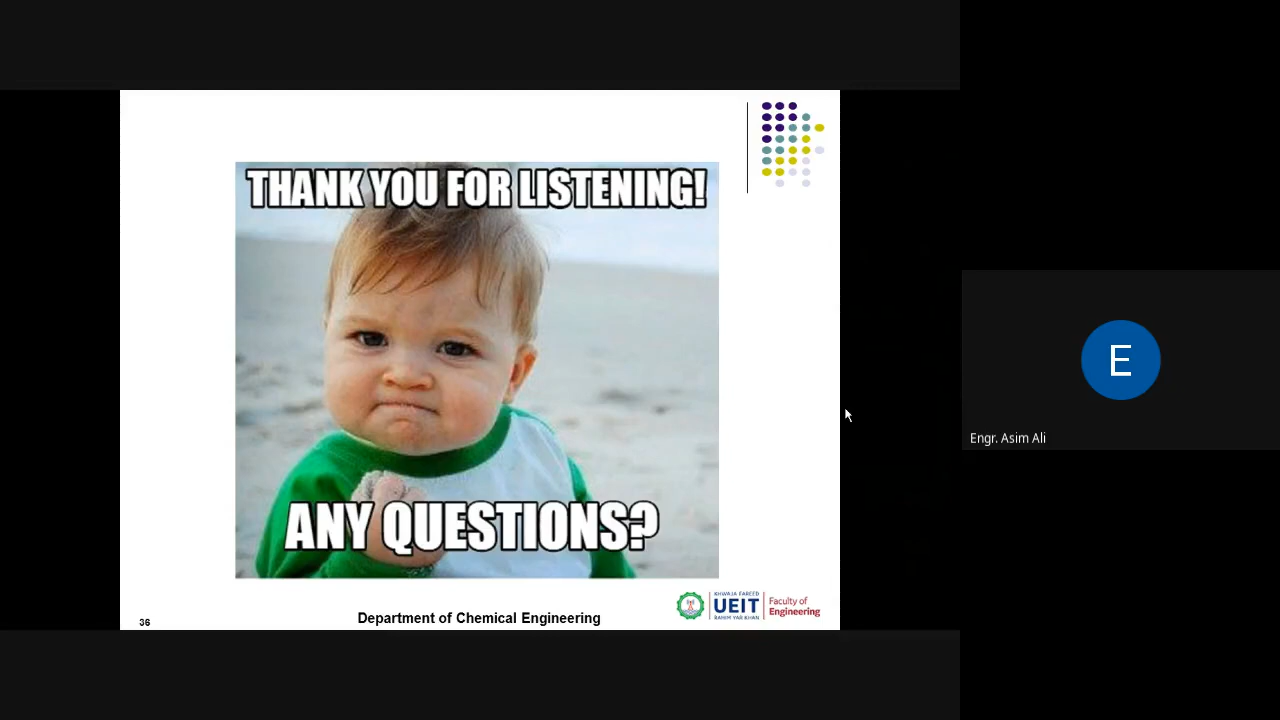 THANK YOU FOR LISTENING!
ANY QUESTIONS?
E
Engr. Asim Ali
36
Department of Chemical Engineering
KHWAJA FAREED
UEIT
RAHIM YAR KHAN
Faculty of
Engineering